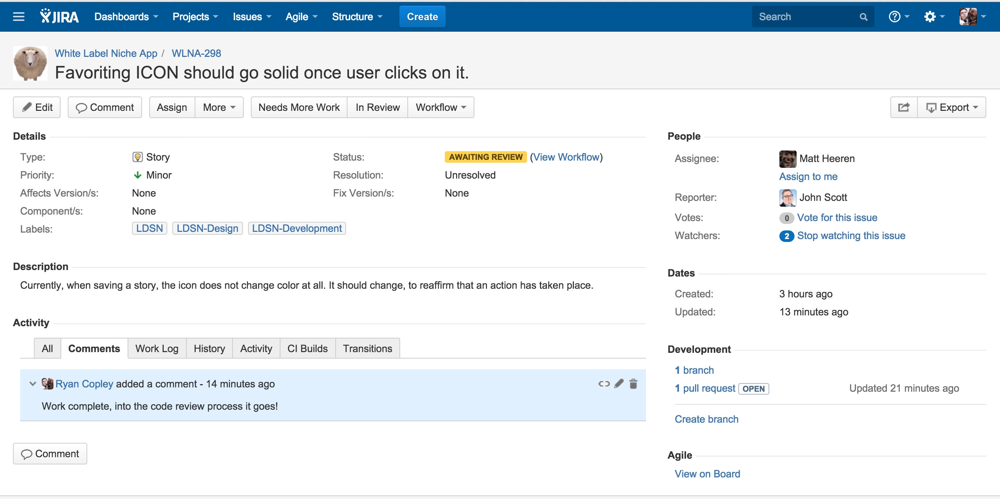 JIRA Dashboards Projects Issues Agile Structure Create Search
White Label Niche App / WLNA-298
Favoriting ICON should go solid once user clicks on it.
Edit Comment Assign More Needs More Work In Review Workflow Export
Details
Type: Story Status: AWAITING REVIEW (View Workflow)
Priority: Minor Resolution: Unresolved
Affects Version/s: None Fix Version/s: None
Component/s: None
Labels: LDSN LDSN-Design LDSN-Development
Description
Currently, when saving a story, the icon does not change color at all. It should change, to reaffirm that an action has taken place.
Activity
All Comments Work Log History Activity CI Builds Transitions
Ryan Copley added a comment - 14 minutes ago
Work complete, into the code review process it goes!
Comment
People
Assignee: Matt Heeren
Assign to me
Reporter: John Scott
Votes: 0 Vote for this issue
Watchers: 2 Stop watching this issue
Dates
Created: 3 hours ago
Updated: 13 minutes ago
Development
1 branch
1 pull request OPEN Updated 21 minutes ago
Create branch
Agile
View on Board